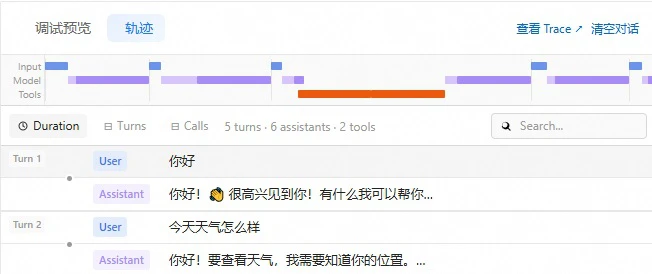 调试预览 轨迹 查看 Trace ↗ 清空对话
Input
Model
Tools
Duration Turns Calls 5 turns · 6 assistants · 2 tools Search...
Turn 1 User 你好
Assistant 你好！👋 很高兴见到你！有什么我可以帮你...
Turn 2 User 今天天气怎么样
Assistant 你好！要查看天气，我需要知道你的位置。...